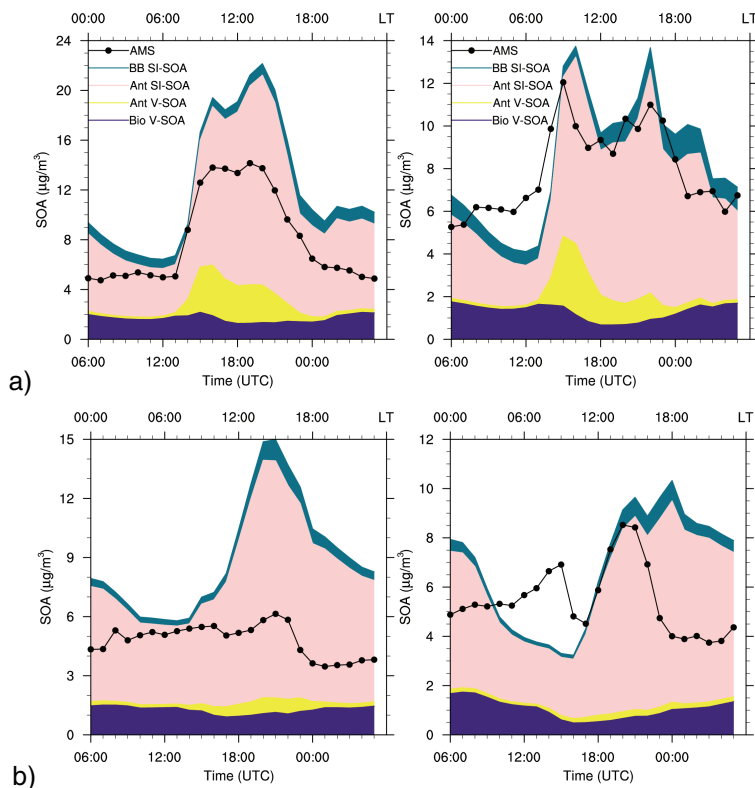 00:00 06:00 12:00 18:00 LT
24
20
16
12
8
4
0
SOA (µg/m³)
AMS
BB SI-SOA
Ant SI-SOA
Ant V-SOA
Bio V-SOA
06:00 12:00 18:00 00:00
Time (UTC)
00:00 06:00 12:00 18:00 LT
14
12
10
8
6
4
2
0
SOA (µg/m³)
AMS
BB SI-SOA
Ant SI-SOA
Ant V-SOA
Bio V-SOA
06:00 12:00 18:00 00:00
Time (UTC)
a)
00:00 06:00 12:00 18:00 LT
15
12
9
6
3
0
SOA (µg/m³)
06:00 12:00 18:00 00:00
Time (UTC)
00:00 06:00 12:00 18:00 LT
12
10
8
6
4
2
0
SOA (µg/m³)
06:00 12:00 18:00 00:00
Time (UTC)
b)